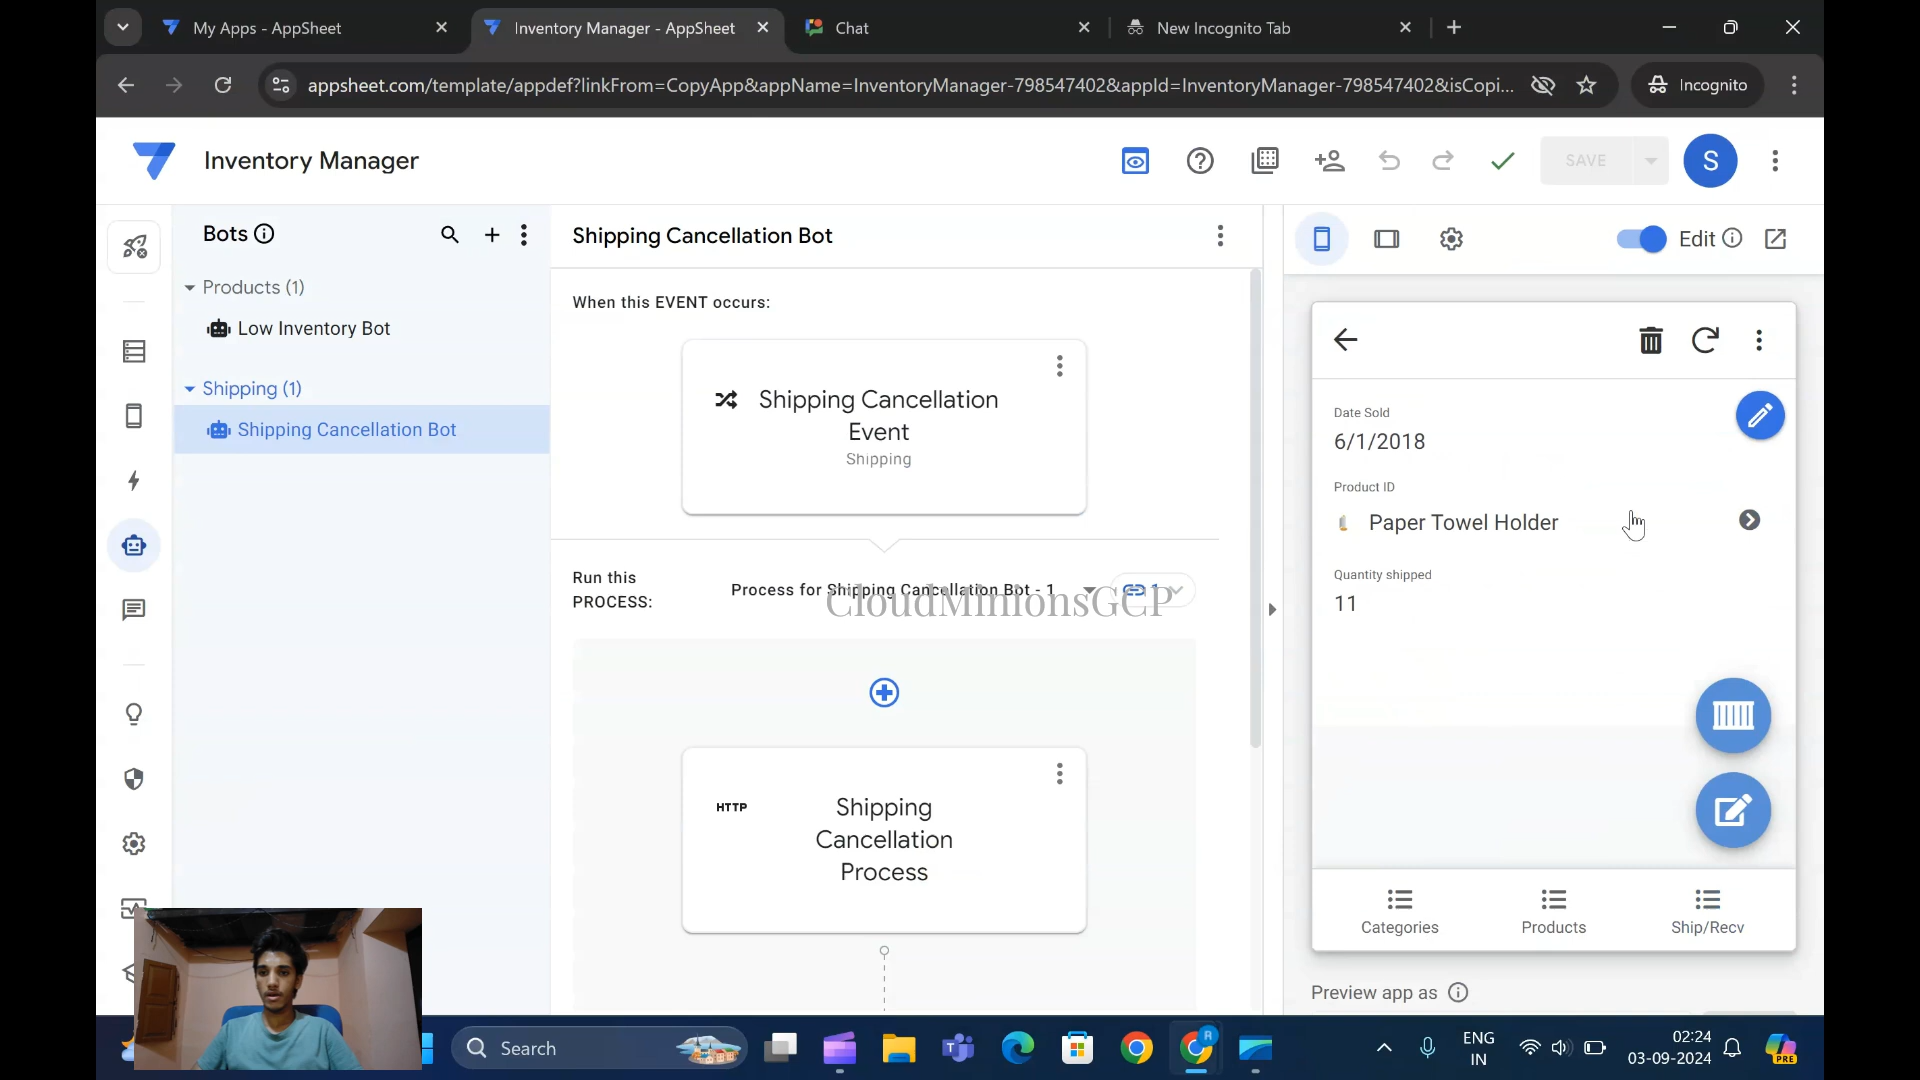 My Apps - AppSheet
Inventory Manager - AppSheet
Chat
New Incognito Tab
appsheet.com/template/appdef?linkFrom=CopyApp&appName=InventoryManager-798547402&appId=InventoryManager-798547402&isCopi...
Incognito
Inventory Manager
SAVE
S
Bots
Products (1)
Low Inventory Bot
Shipping (1)
Shipping Cancellation Bot
Shipping Cancellation Bot
When this EVENT occurs:
Shipping Cancellation
Event
Shipping
Run this
PROCESS:
Process for Shipping Cancellation Bot - 1
1
CloudMinionsGCP
HTTP
Shipping
Cancellation
Process
Edit
Date Sold
6/1/2018
Product ID
Paper Towel Holder
Quantity shipped
11
Categories
Products
Ship/Recv
Preview app as
Search
R
ENG
IN
02:24
03-09-2024
PRE